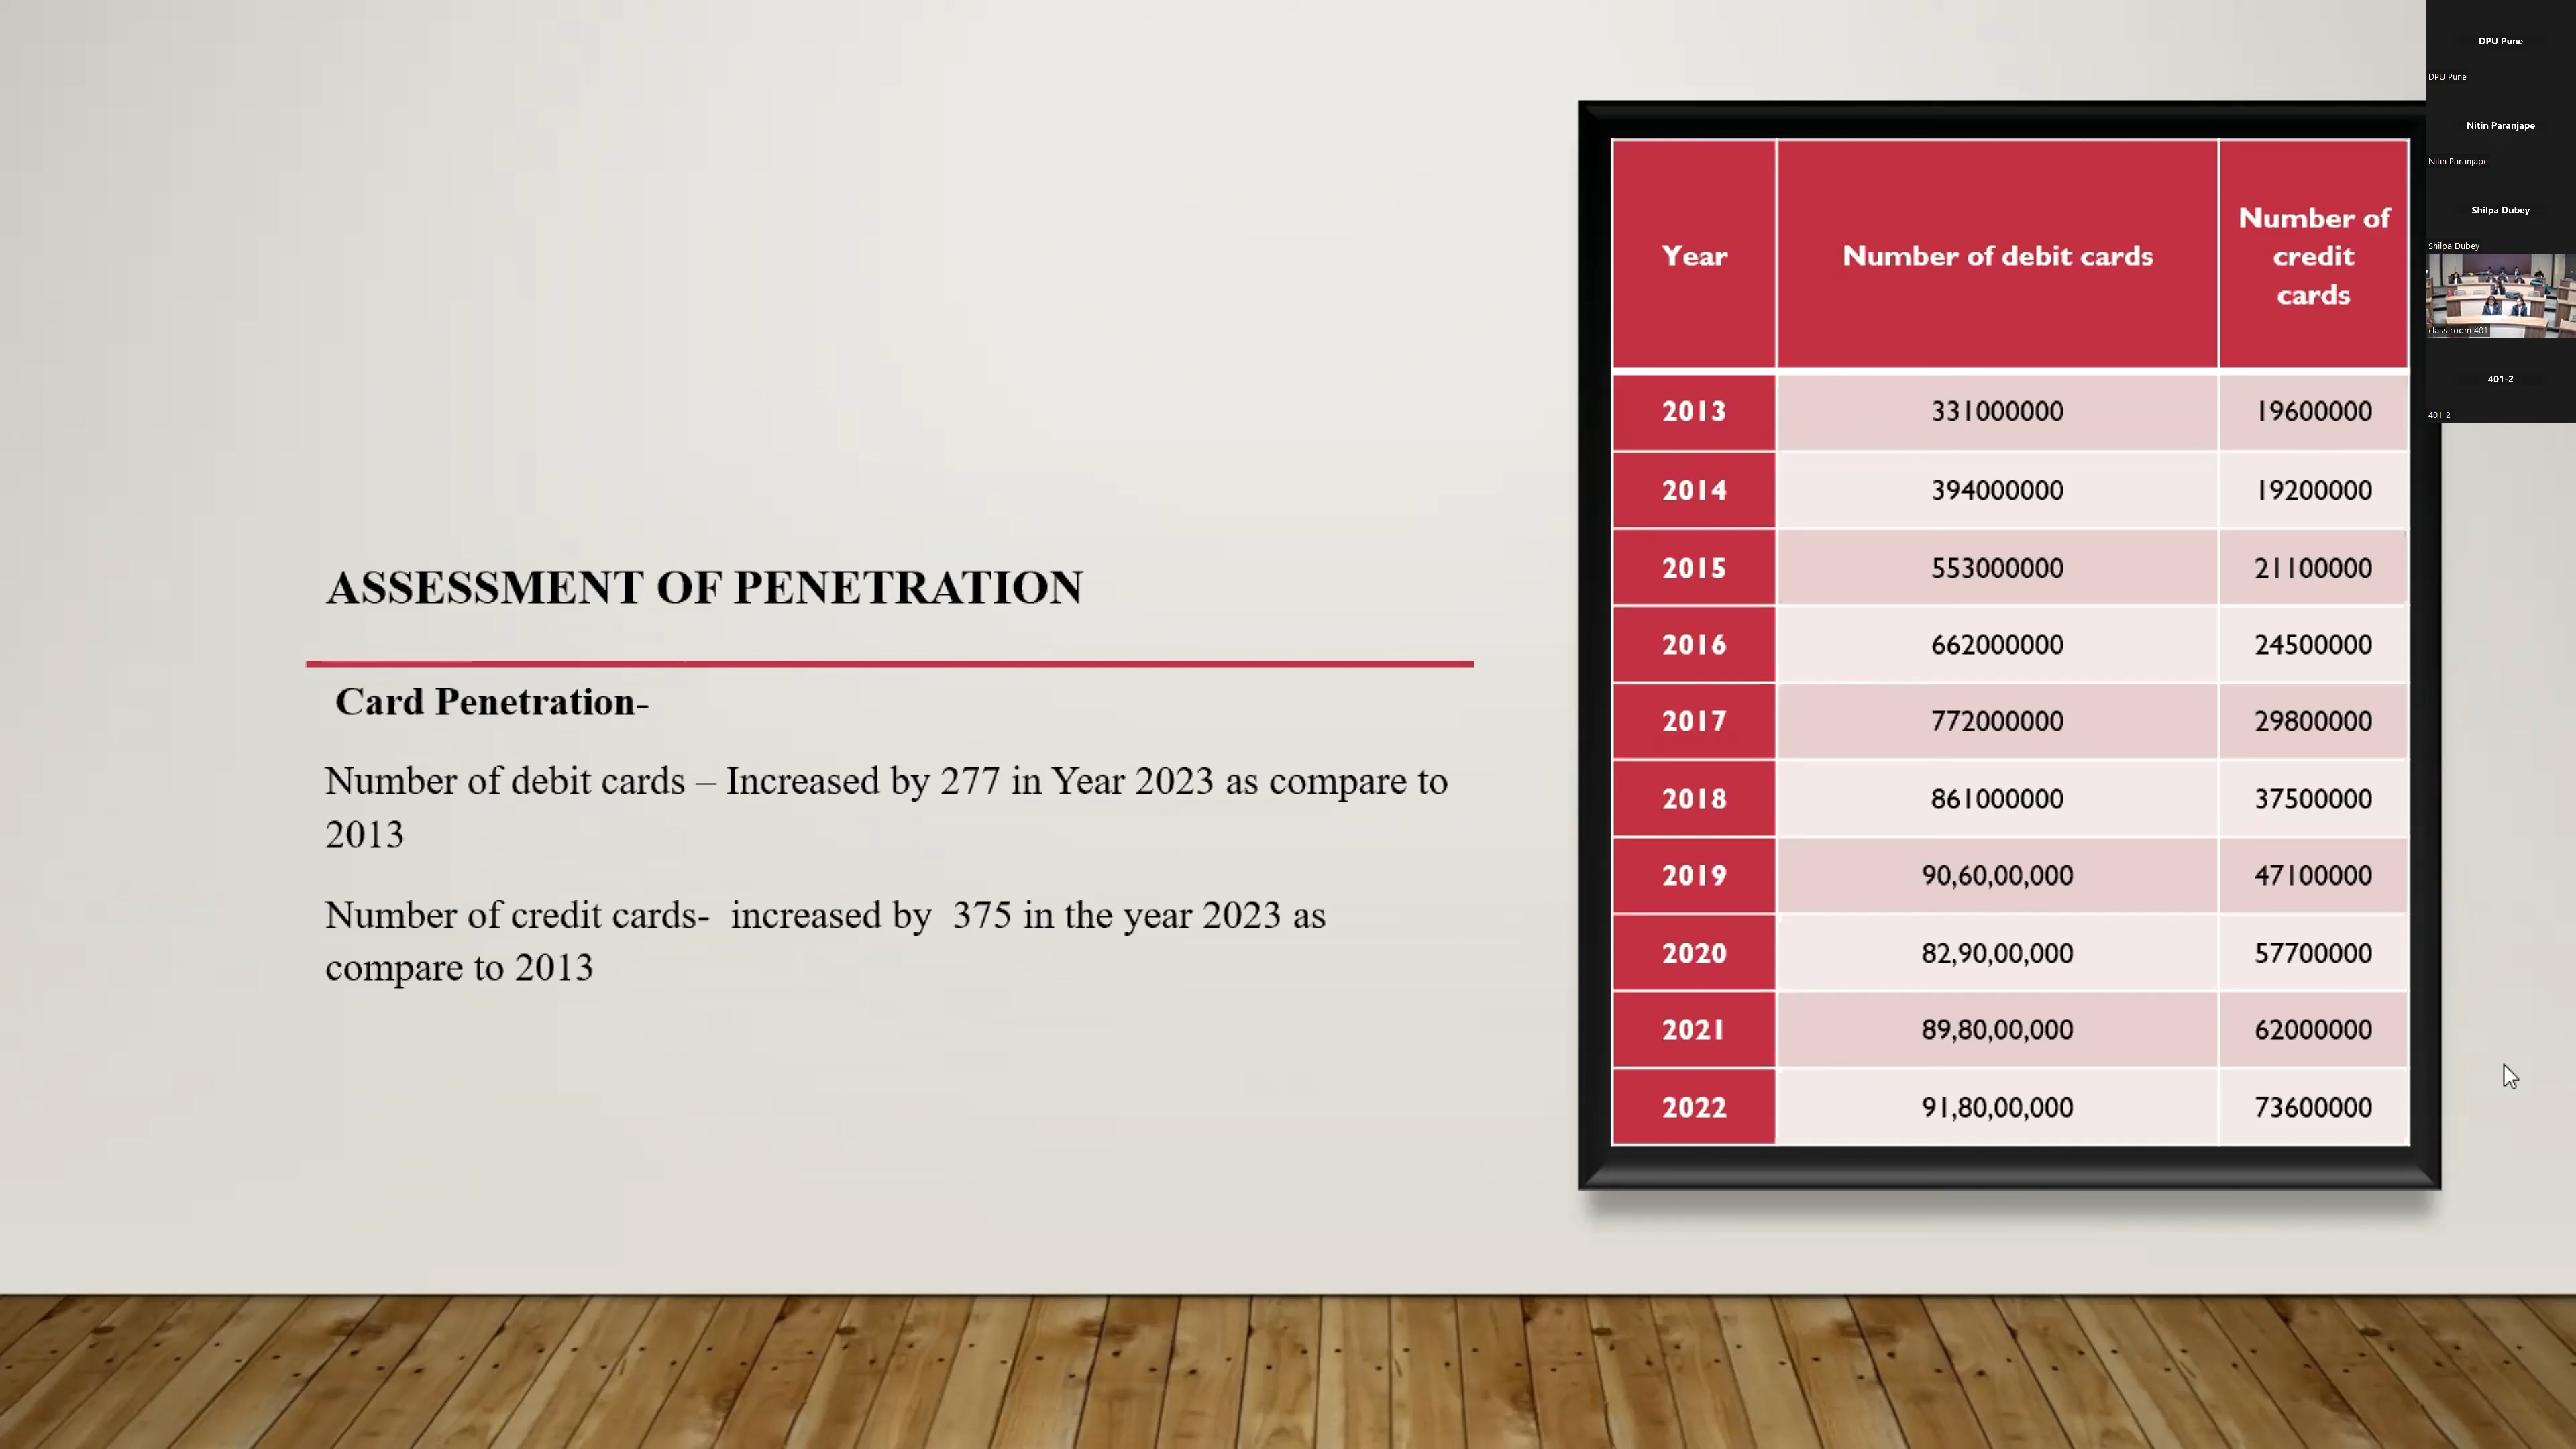 ASSESSMENT OF PENETRATION
Card Penetration-
Number of debit cards – Increased by 277 in Year 2023 as compare to
2013
Number of credit cards-  increased by  375 in the year 2023 as
compare to 2013
Year Number of debit cards Number of credit cards
2013 331000000 19600000
2014 394000000 19200000
2015 553000000 21100000
2016 662000000 24500000
2017 772000000 29800000
2018 861000000 37500000
2019 90,60,00,000 47100000
2020 82,90,00,000 57700000
2021 89,80,00,000 62000000
2022 91,80,00,000 73600000
DPU Pune
DPU Pune
Nitin Paranjape
Nitin Paranjape
Shilpa Dubey
Shilpa Dubey
class room 401
401-2
401-2